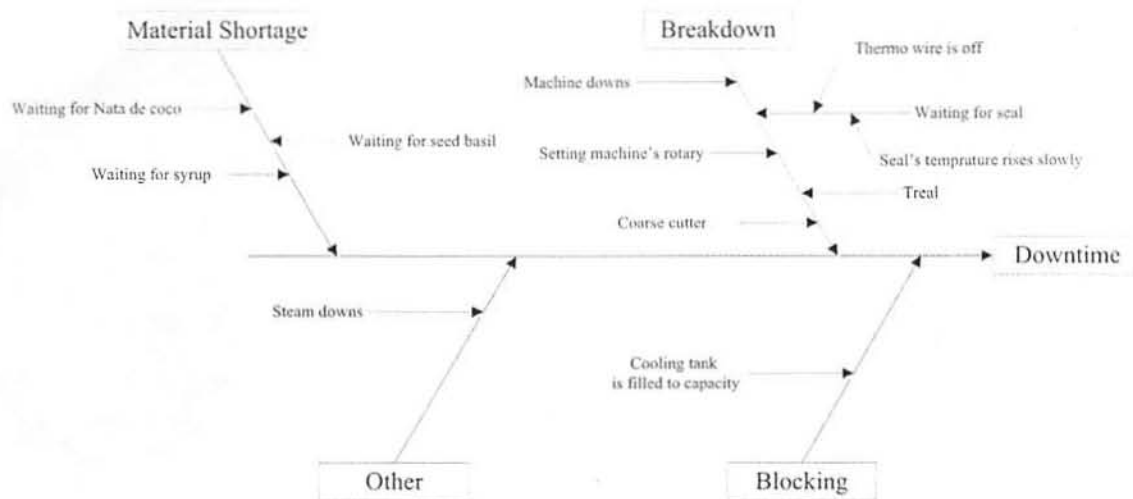 Material Shortage
Breakdown
Thermo wire is off
Machine downs
Waiting for Nata de coco
Waiting for seal
Waiting for seed basil
Setting machine's rotary
Seal's temprature rises slowly
Waiting for syrup
Treal
Coarse cutter
Downtime
Steam downs
Cooling tank
is filled to capacity
Other
Blocking